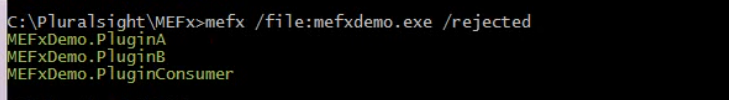 C:\Pluralsight\MEFx>mefx /file:mefxdemo.exe /rejected
MEFxDemo.PluginA
MEFxDemo.PluginB
MEFxDemo.PluginConsumer